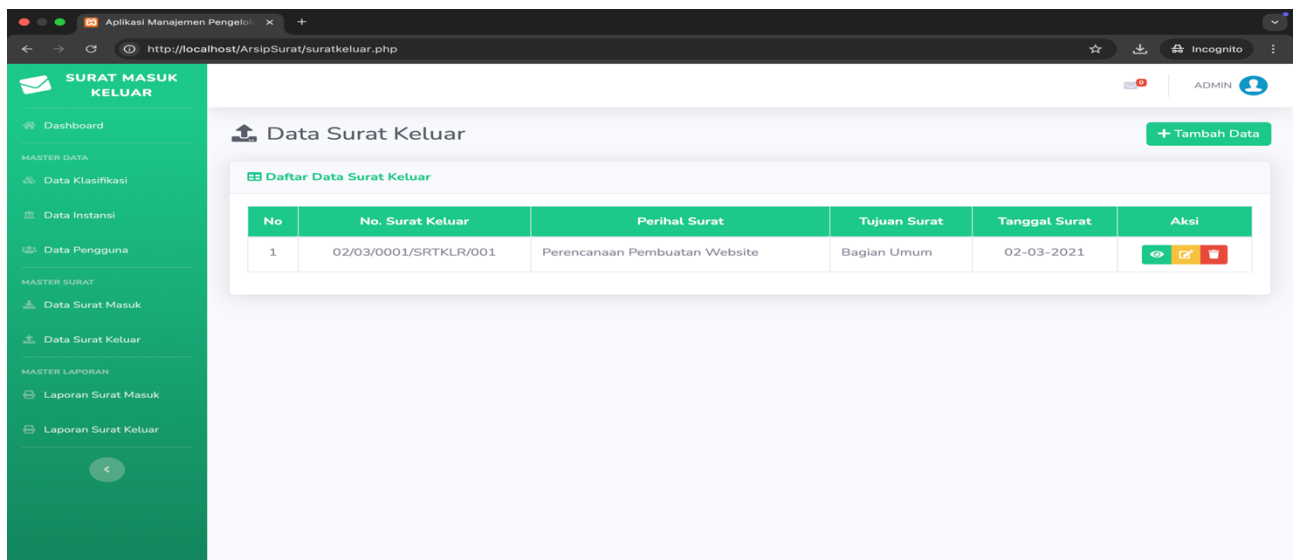 Aplikasi Manajemen Pengelol
http://localhost/ArsipSurat/suratkeluar.php
Incognito
SURAT MASUK
KELUAR
0
ADMIN
Dashboard
MASTER DATA
Data Klasifikasi
Data Instansi
Data Pengguna
MASTER SURAT
Data Surat Masuk
Data Surat Keluar
MASTER LAPORAN
Laporan Surat Masuk
Laporan Surat Keluar
Data Surat Keluar
+ Tambah Data
Daftar Data Surat Keluar
No No. Surat Keluar Perihal Surat Tujuan Surat Tanggal Surat Aksi
1 02/03/0001/SRTKLR/001 Perencanaan Pembuatan Website Bagian Umum 02-03-2021